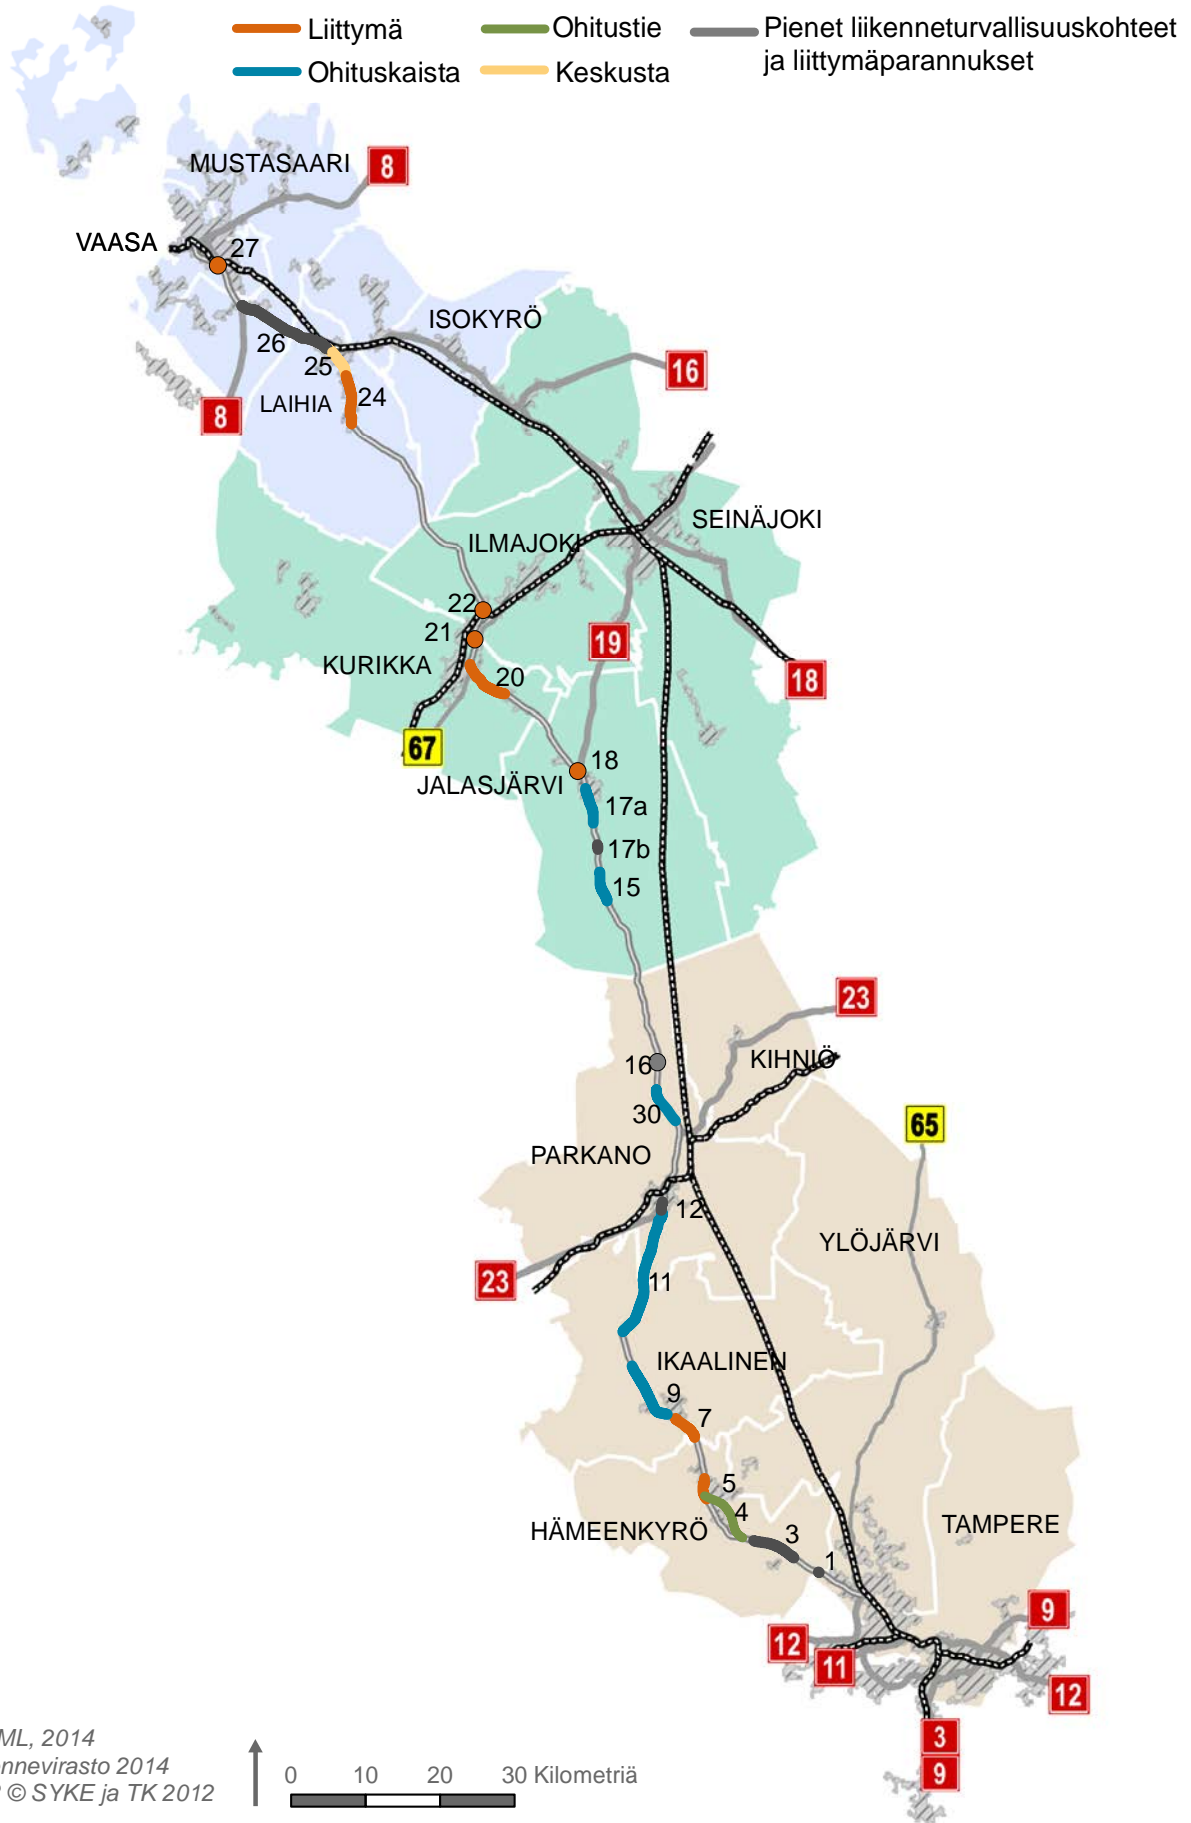 Liittymä
Ohitustie
Pienet liikenneturvallisuuskohteet
ja liittymäparannukset
Ohituskaista
Keskusta
MUSTASAARI
8
VAASA
27
ISOKYRÖ
26
25
16
LAIHIA
24
8
SEINÄJOKI
ILMAJOKI
22
21
19
KURIKKA
20
18
67
18
JALASJÄRVI
17a
17b
15
23
16
KIHNIÖ
30
65
PARKANO
12
YLÖJÄRVI
23
11
IKAALINEN
9
7
5
4
HÄMEENKYRÖ
3
TAMPERE
1
9
12
11
12
3
9
ML, 2014
ennevirasto 2014
© SYKE ja TK 2012
0 10 20 30 Kilometriä